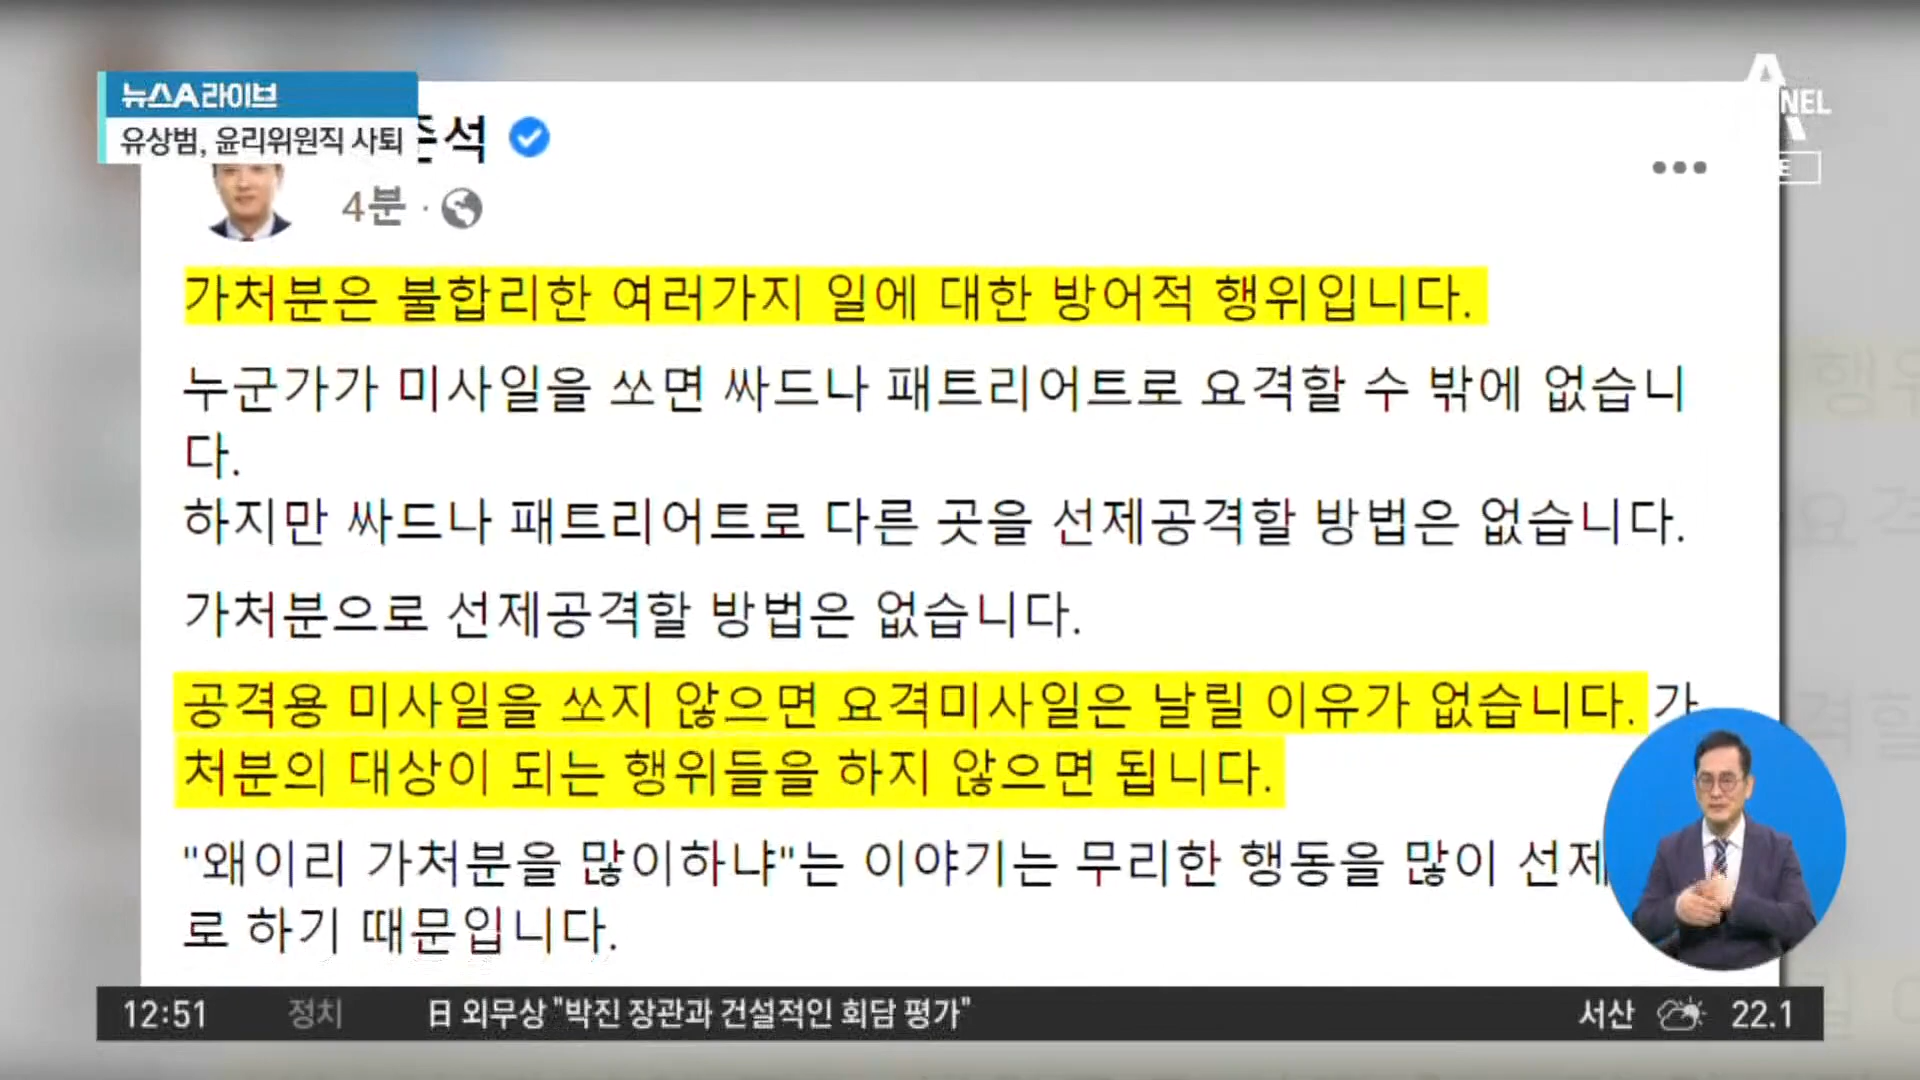 뉴스A 라이브
유상범, 윤리위원직 사퇴
준석
4분 ·
NEL
가처분은 불합리한 여러가지 일에 대한 방어적 행위입니다.
누군가가 미사일을 쏘면 싸드나 패트리어트로 요격할 수 밖에 없습니
다.
하지만 싸드나 패트리어트로 다른 곳을 선제공격할 방법은 없습니다.
가처분으로 선제공격할 방법은 없습니다.
공격용 미사일을 쏘지 않으면 요격미사일은 날릴 이유가 없습니다. 가
처분의 대상이 되는 행위들을 하지 않으면 됩니다.
"왜이리 가처분을 많이하냐"는 이야기는 무리한 행동을 많이 선제
로 하기 때문입니다.
12:51 정치 日 외무상 "박진 장관과 건설적인 회담 평가" 서산 22.1